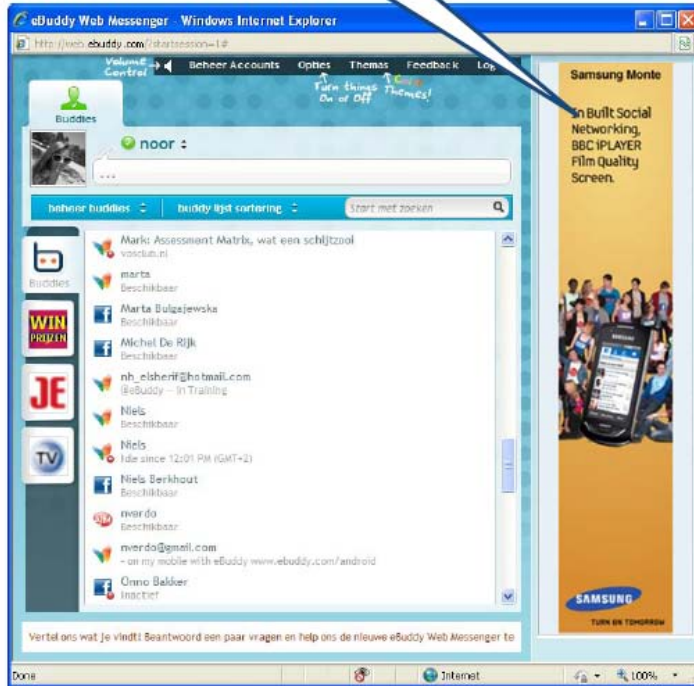 eBuddy Web Messenger - Windows Internet Explorer
http://web.ebuddy.com/?startsession=1#
Volume Control
Beheer Accounts Opties Themas Feedback Log
Turn things On or Off
Color Themes!
Buddies
noor
...
beheer buddies buddy lijst sortering Start met zoeken
Mark: Assessment Matrix, wat een schijtzooi
vosclub.nl
marta
Beschikbaar
Marta Bulgajewska
Beschikbaar
Michel De Rijk
Beschikbaar
nh_elsherif@hotmail.com
@eBuddy -- In Training
Niels
Beschikbaar
Niels
Idle since 12:01 PM (GMT+2)
Niels Berkhout
Beschikbaar
nverdo
Beschikbaar
nverdo@gmail.com
- on my mobile with eBuddy www.ebuddy.com/android
Onno Bakker
Inactief
Buddies
WIN
PRIJZEN
JE
TV
Vertel ons wat je vindt! Beantwoord een paar vragen en help ons de nieuwe eBuddy Web Messenger te
Samsung Monte
In Built Social
Networking,
BBC iPLAYER
Film Quality
Screen.
SAMSUNG
SAMSUNG
TURN ON TOMORROW
Done Internet 100%